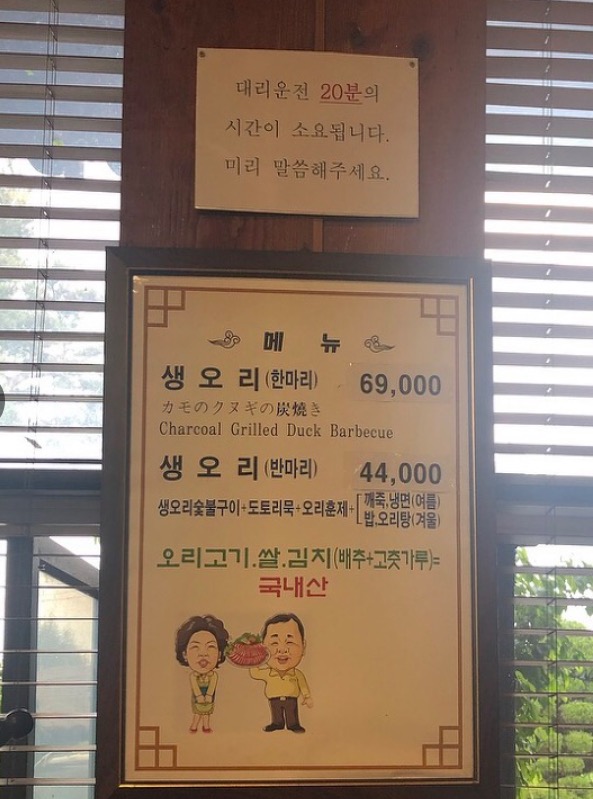 대리운전 20분의
시간이 소요됩니다.
미리 말씀해주세요.
메 뉴
생 오 리 (한마리) 69,000
カモのクヌギの炭焼き
Charcoal Grilled Duck Barbecue
생 오 리 (반마리) 44,000
생오리숯불구이+도토리묵+오리훈제+[깨죽,냉면(여름)
밥,오리탕(겨울)
오리고기.쌀.김치(배추+고춧가루)=
국내산